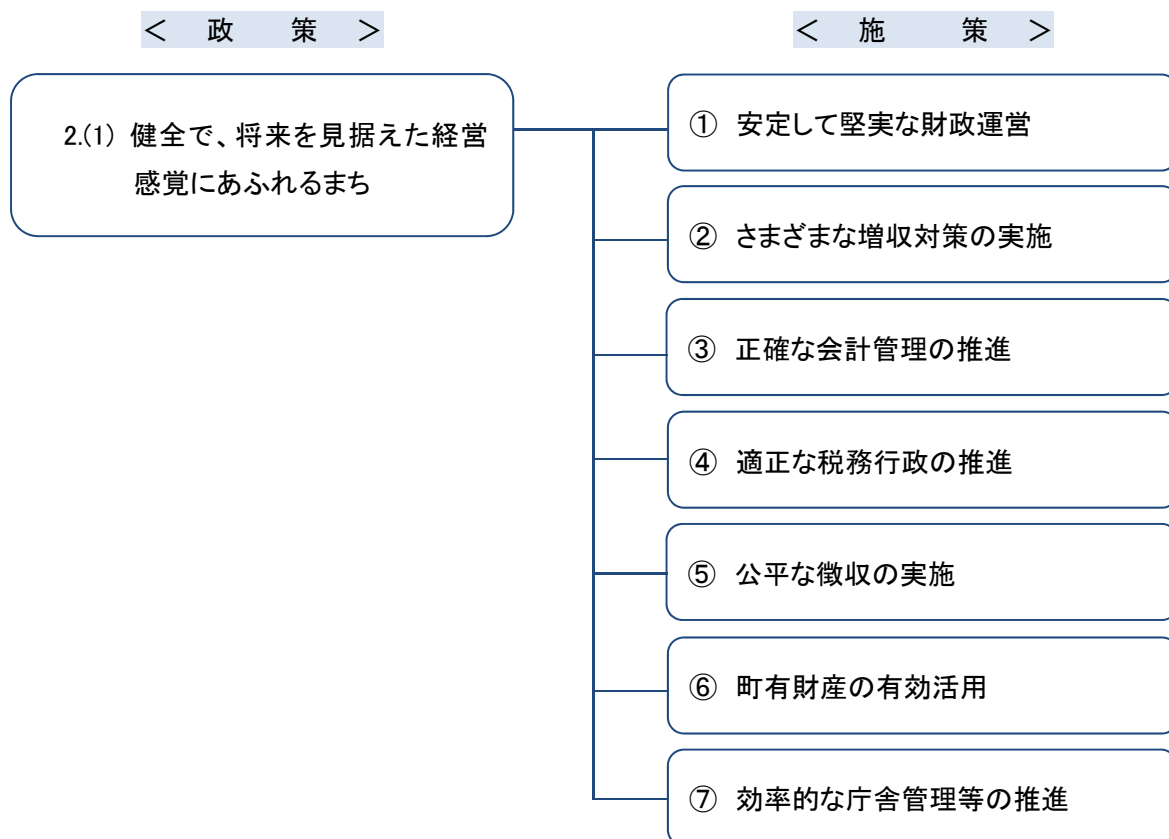 ＜　政　策　＞
＜　施　策　＞
2.(1) 健全で、将来を見据えた経営
感覚にあふれるまち
① 安定して堅実な財政運営
② さまざまな増収対策の実施
③ 正確な会計管理の推進
④ 適正な税務行政の推進
⑤ 公平な徴収の実施
⑥ 町有財産の有効活用
⑦ 効率的な庁舎管理等の推進